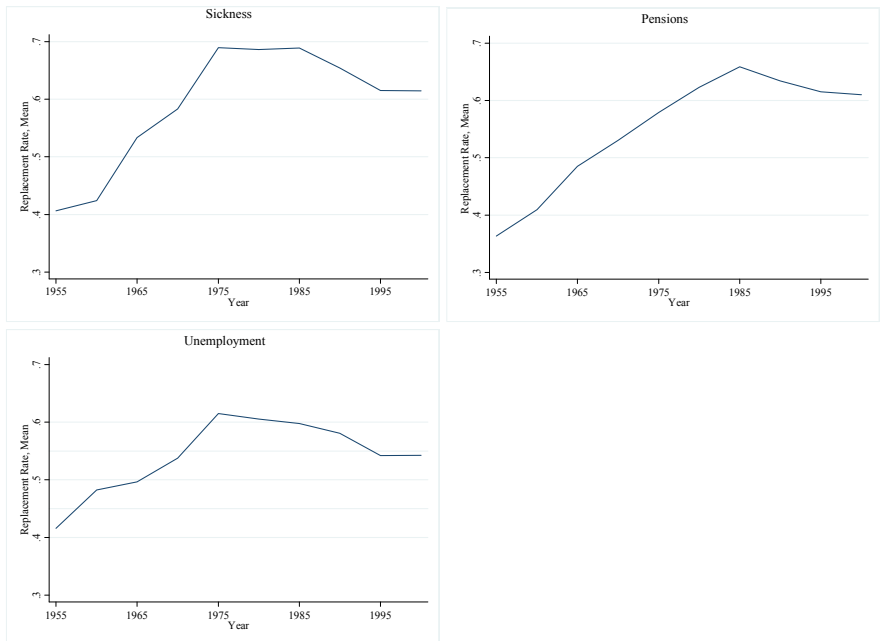 Sickness
Replacement Rate, Mean
.7
.6
.5
.4
.3
1955 1965 1975 1985 1995
Year
Pensions
Replacement Rate, Mean
.7
.6
.5
.4
.3
1955 1965 1975 1985 1995
Year
Unemployment
Replacement Rate, Mean
.7
.6
.5
.4
.3
1955 1965 1975 1985 1995
Year